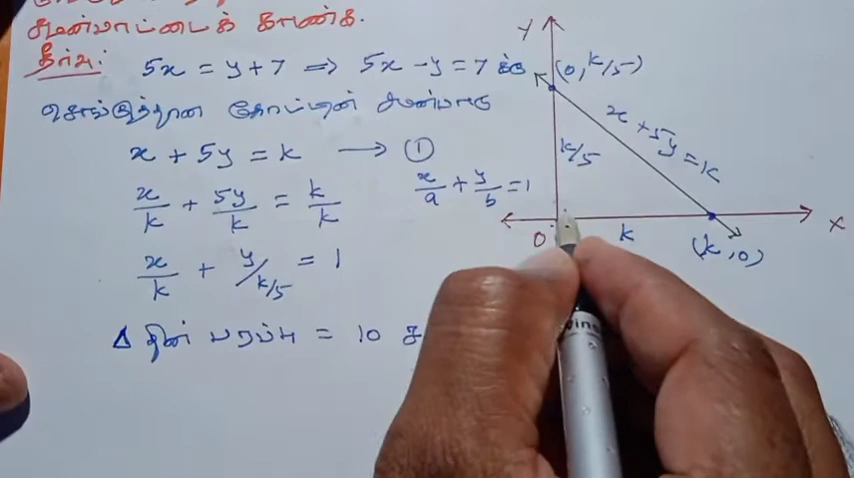 சமன்பாட்டைக் காண்க.
தீர்வு:
5x = y+7 ⇒ 5x - y = 7 க்கு
செங்குத்தான கோட்டின் சமன்பாடு
x + 5y = k → ①
x/k + 5y/k = k/k
x/a + y/b = 1
x/k + y/k/5 = 1
Δ தின் பரப்பு = 10 ச
Y
(0, k/5)
x + 5y = k
k/5
0
k
(k, 0)
X